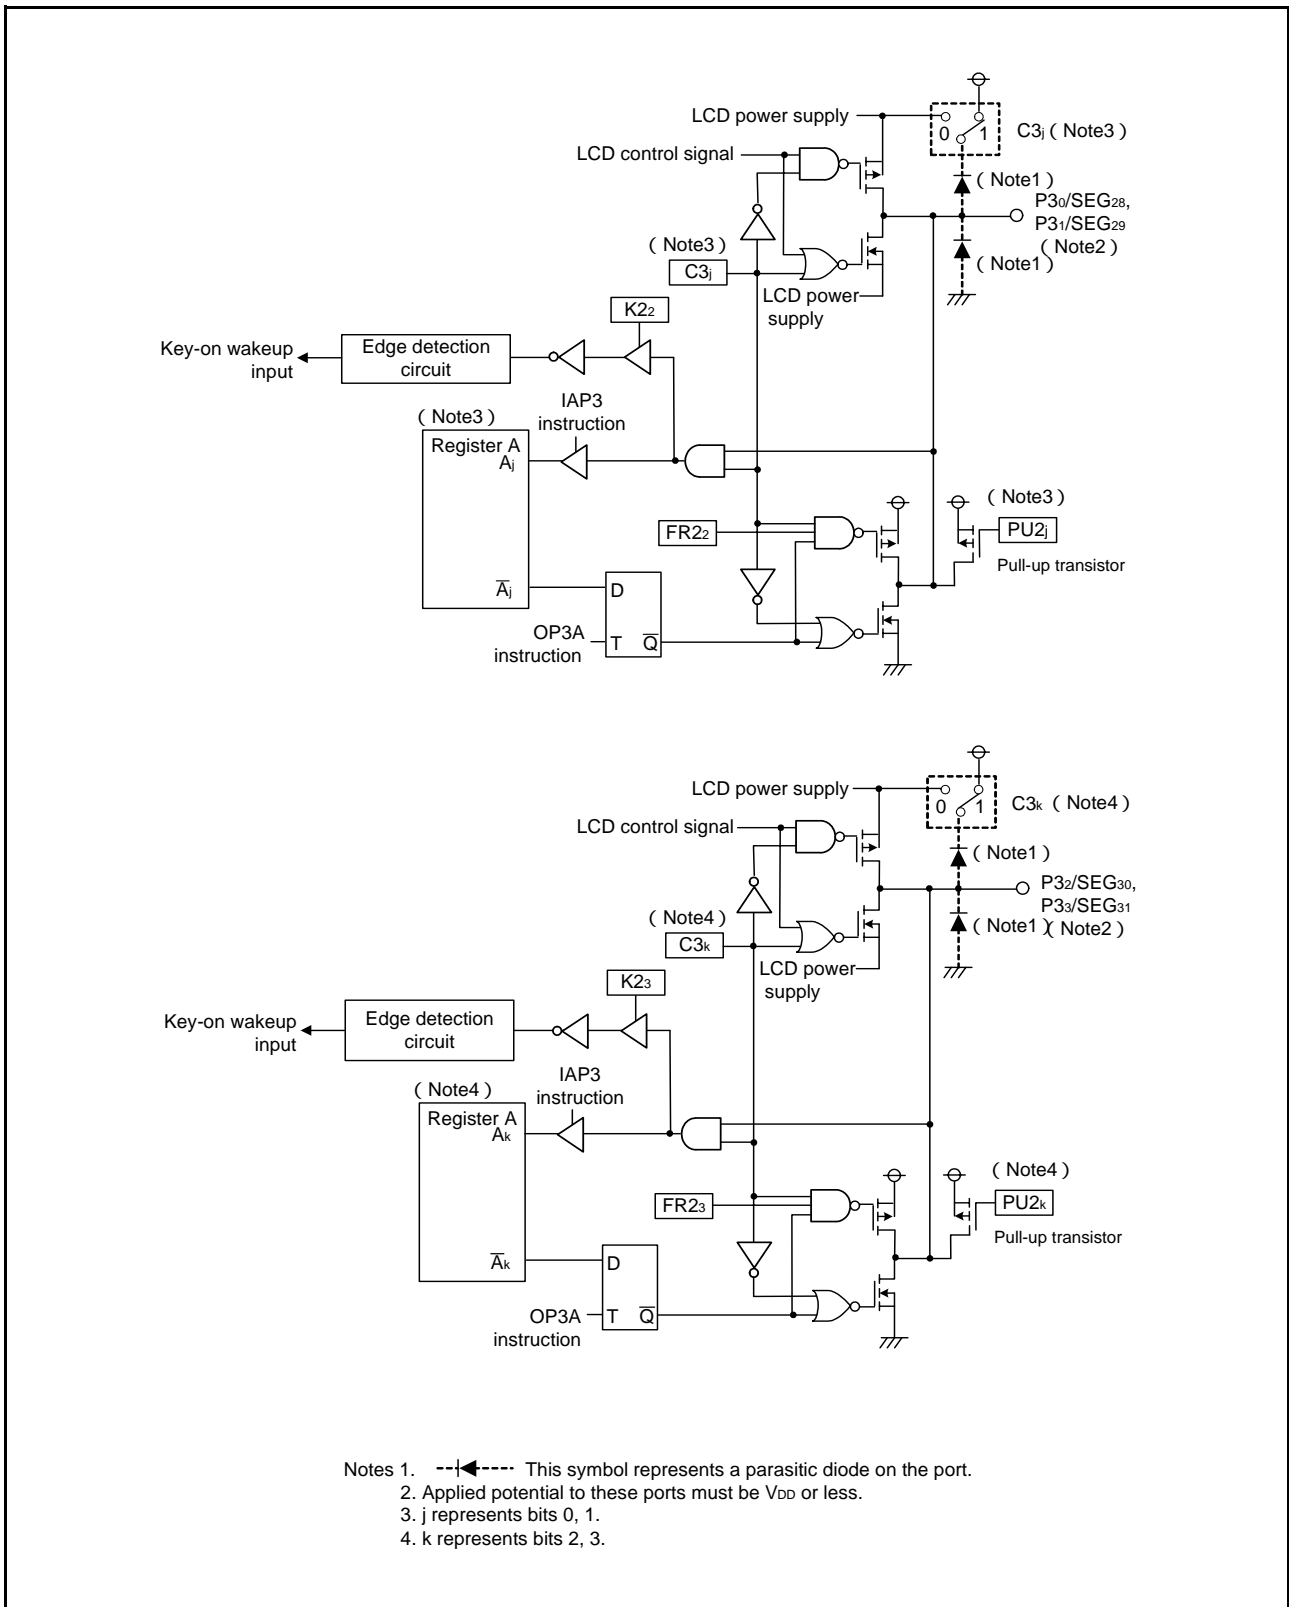 LCD power supply
0 1
C3j ( Note3 )
LCD control signal
( Note1 )
P30/SEG28,
P31/SEG29
( Note2 )
( Note3 )
C3j
( Note1 )
LCD power
supply
K22
Key-on wakeup
input
Edge detection
circuit
IAP3
instruction
( Note3 )
Register A
Aj
( Note3 )
FR22
PU2j
Pull-up transistor
Aj
D
OP3A
instruction
T Q
LCD power supply
0 1
C3k ( Note4 )
LCD control signal
( Note1 )
P32/SEG30,
P33/SEG31
( Note1 )
( Note2 )
( Note4 )
C3k
LCD power
supply
K23
Key-on wakeup
input
Edge detection
circuit
IAP3
instruction
( Note4 )
Register A
Ak
( Note4 )
FR23
PU2k
Pull-up transistor
Ak
D
OP3A
instruction
T Q
Notes 1. This symbol represents a parasitic diode on the port.
2. Applied potential to these ports must be VDD or less.
3. j represents bits 0, 1.
4. k represents bits 2, 3.